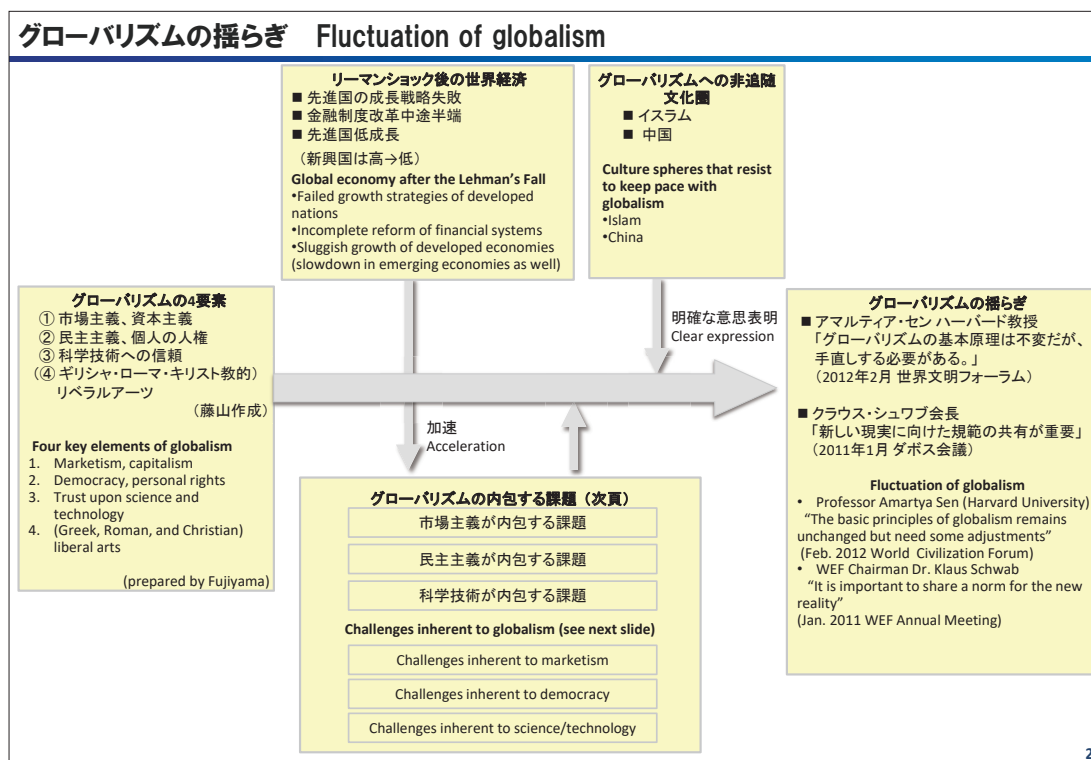 グローバリズムの揺らぎ Fluctuation of globalism
リーマンショック後の世界経済
■ 先進国の成長戦略失敗
■ 金融制度改革中途半端
■ 先進国低成長
（新興国は高→低）
Global economy after the Lehman's Fall
•Failed growth strategies of developed
nations
•Incomplete reform of financial systems
•Sluggish growth of developed economies
(slowdown in emerging economies as well)
グローバリズムへの非追随
文化圏
■ イスラム
■ 中国
Culture spheres that resist
to keep pace with
globalism
•Islam
•China
グローバリズムの4要素
① 市場主義、資本主義
② 民主主義、個人の人権
③ 科学技術への信頼
（④ ギリシャ・ローマ・キリスト教的）
リベラルアーツ
（藤山作成）
Four key elements of globalism
1. Marketism, capitalism
2. Democracy, personal rights
3. Trust upon science and
technology
4. (Greek, Roman, and Christian)
liberal arts
(prepared by Fujiyama)
明確な意思表明
Clear expression
加速
Acceleration
グローバリズムの内包する課題（次頁）
市場主義が内包する課題
民主主義が内包する課題
科学技術が内包する課題
Challenges inherent to globalism (see next slide)
Challenges inherent to marketism
Challenges inherent to democracy
Challenges inherent to science/technology
グローバリズムの揺らぎ
■ アマルティア・セン ハーバード教授
「グローバリズムの基本原理は不変だが、
手直しする必要がある。」
（2012年2月 世界文明フォーラム）
■ クラウス・シュワブ会長
「新しい現実に向けた規範の共有が重要」
（2011年1月 ダボス会議）
Fluctuation of globalism
• Professor Amartya Sen (Harvard University)
"The basic principles of globalism remains
unchanged but need some adjustments"
(Feb. 2012 World Civilization Forum)
• WEF Chairman Dr. Klaus Schwab
"It is important to share a norm for the new
reality"
(Jan. 2011 WEF Annual Meeting)
2